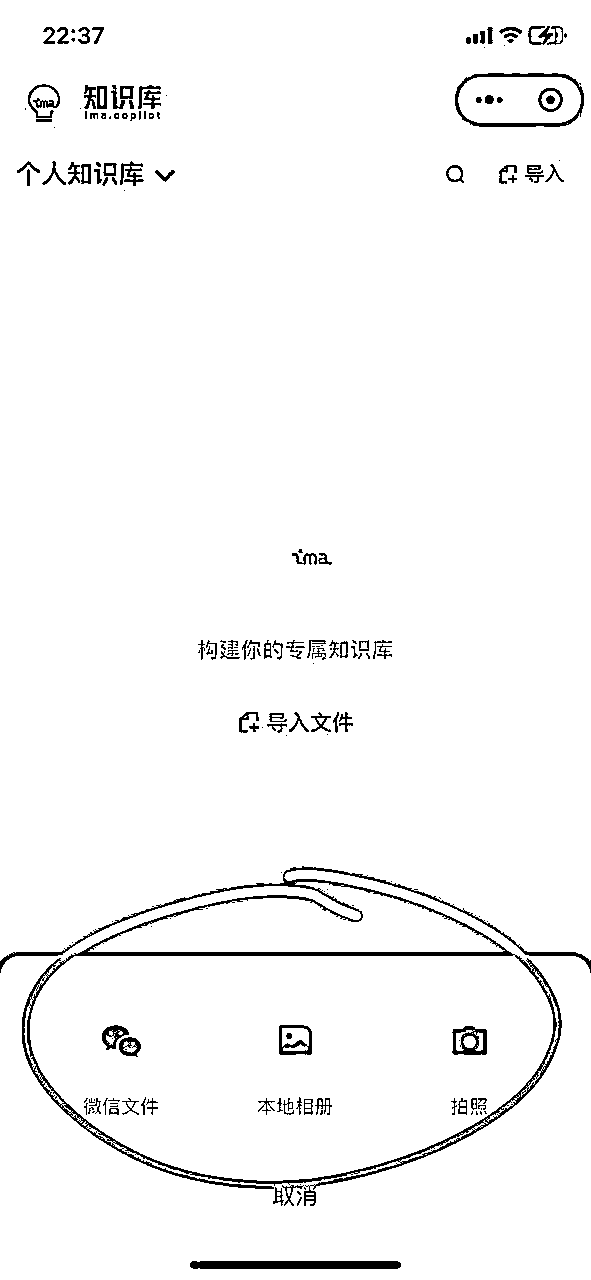 22:37
ima 知识库
ima.copilot
个人知识库 导入
ima
构建你的专属知识库
导入文件
微信文件 本地相册 拍照
取消